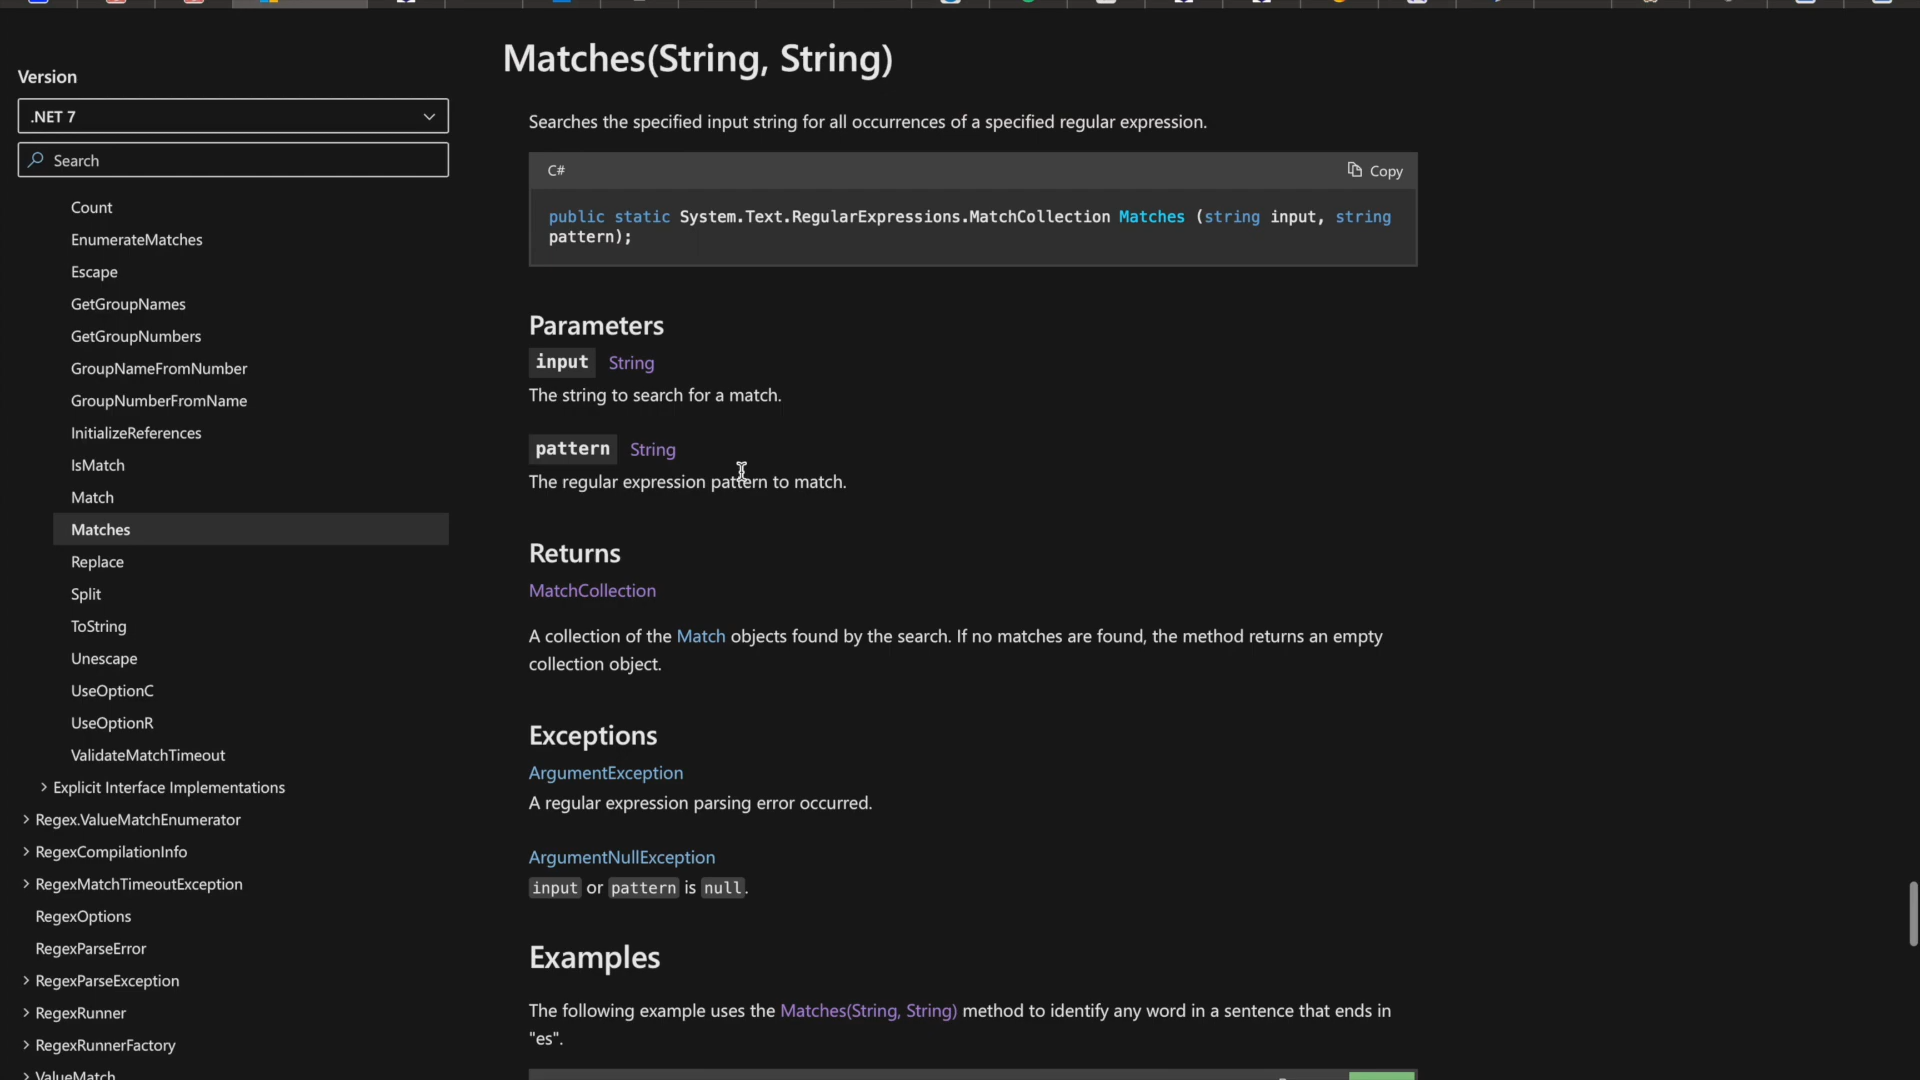 Version
.NET 7
Search
Count
EnumerateMatches
Escape
GetGroupNames
GetGroupNumbers
GroupNameFromNumber
GroupNumberFromName
InitializeReferences
IsMatch
Match
Matches
Replace
Split
ToString
Unescape
UseOptionC
UseOptionR
ValidateMatchTimeout
Explicit Interface Implementations
Regex.ValueMatchEnumerator
RegexCompilationInfo
RegexMatchTimeoutException
RegexOptions
RegexParseError
RegexParseException
RegexRunner
RegexRunnerFactory
ValueMatch
Matches(String, String)
Searches the specified input string for all occurrences of a specified regular expression.
C# Copy
public static System.Text.RegularExpressions.MatchCollection Matches (string input, string
pattern);
Parameters
input String
The string to search for a match.
pattern String
The regular expression pattern to match.
Returns
MatchCollection
A collection of the Match objects found by the search. If no matches are found, the method returns an empty
collection object.
Exceptions
ArgumentException
A regular expression parsing error occurred.
ArgumentNullException
input or pattern is null.
Examples
The following example uses the Matches(String, String) method to identify any word in a sentence that ends in
"es".